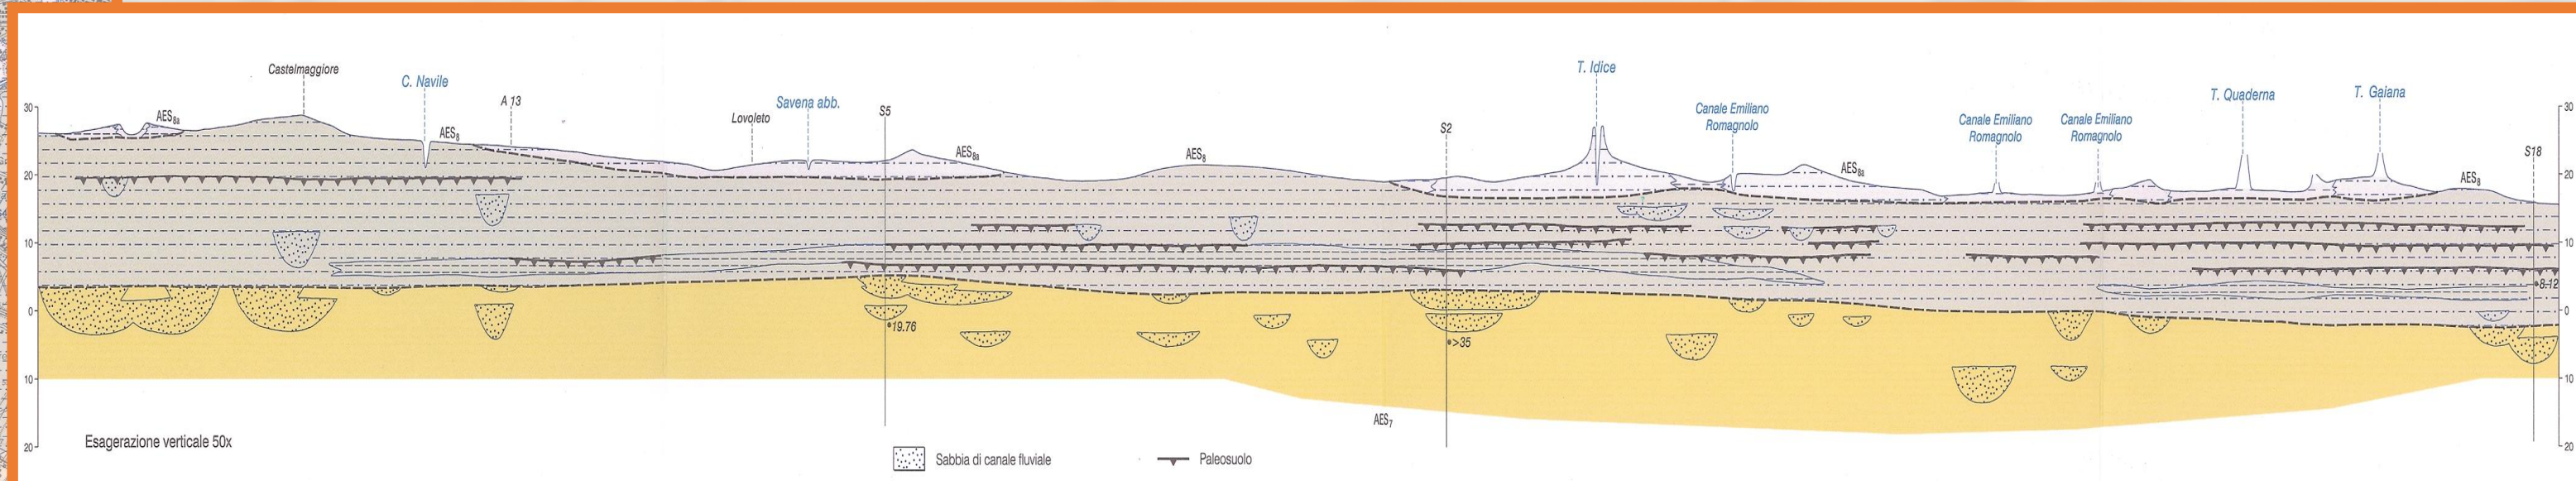 Castelmaggiore
C. Navile
A 13
Lovoleto
Savena abb.
S5
S2
T. Idice
Canale Emiliano
Romagnolo
Canale Emiliano
Romagnolo
Canale Emiliano
Romagnolo
T. Quaderna
T. Gaiana
S18
AES8a
AES8
AES8a
AES8
AES8a
AES8
30
20
10
0
10
20
30
20
10
0
10
20
19.76
>35
8-12
AES7
Esagerazione verticale 50x
Sabbia di canale fluviale
Paleosuolo